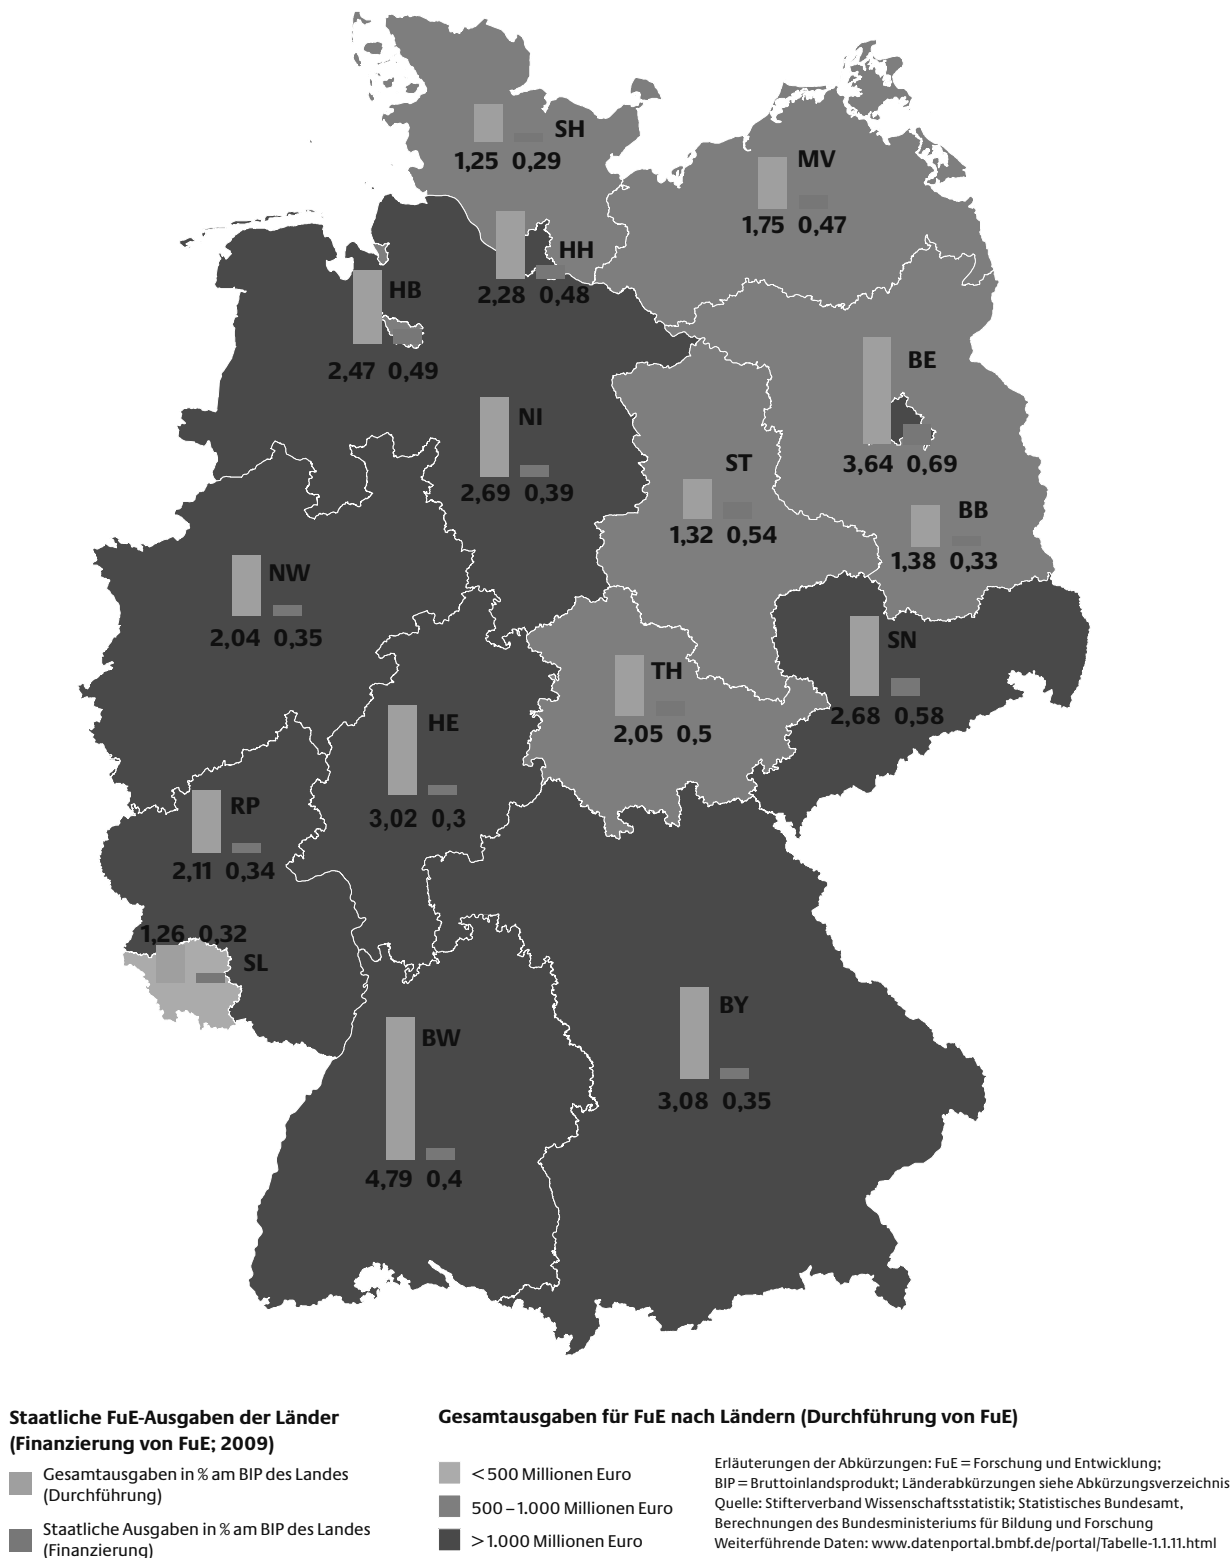 SH
1,25 0,29
MV
1,75 0,47
HH
2,28 0,48
HB
2,47 0,49
BE
3,64 0,69
NI
2,69 0,39
ST
1,32 0,54
BB
1,38 0,33
NW
2,04 0,35
SN
2,68 0,58
TH
2,05 0,5
HE
3,02 0,3
RP
2,11 0,34
1,26 0,32
SL
BY
3,08 0,35
BW
4,79 0,4
Staatliche FuE-Ausgaben der Länder
(Finanzierung von FuE; 2009)
Gesamtausgaben in % am BIP des Landes
(Durchführung)
Staatliche Ausgaben in % am BIP des Landes
(Finanzierung)
Gesamtausgaben für FuE nach Ländern (Durchführung von FuE)
< 500 Millionen Euro
500 – 1.000 Millionen Euro
> 1.000 Millionen Euro
Erläuterungen der Abkürzungen: FuE = Forschung und Entwicklung;
BIP = Bruttoinlandsprodukt; Länderabkürzungen siehe Abkürzungsverzeichnis
Quelle: Stifterverband Wissenschaftsstatistik; Statistisches Bundesamt,
Berechnungen des Bundesministeriums für Bildung und Forschung
Weiterführende Daten: www.datenportal.bmbf.de/portal/Tabelle-1.1.11.html